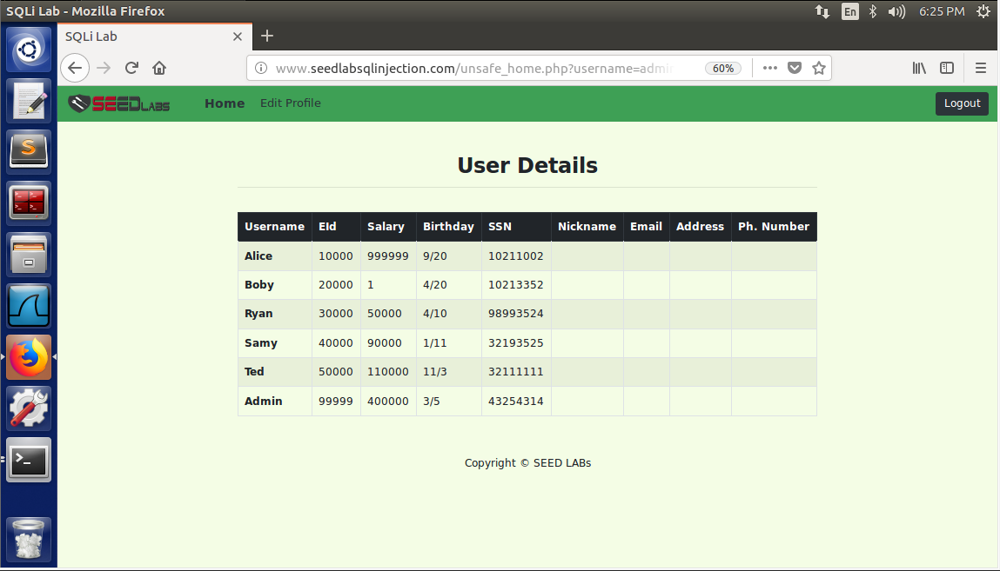 SQLi Lab - Mozilla Firefox
En
6:25 PM
SQLi Lab
www.seedlabsqlinjection.com/unsafe_home.php?username=admi
60%
SEEDLABS
Home
Edit Profile
Logout
User Details
Username EId Salary Birthday SSN Nickname Email Address Ph. Number
Alice 10000 999999 9/20 10211002
Boby 20000 1 4/20 10213352
Ryan 30000 50000 4/10 98993524
Samy 40000 90000 1/11 32193525
Ted 50000 110000 11/3 32111111
Admin 99999 400000 3/5 43254314
Copyright © SEED LABs